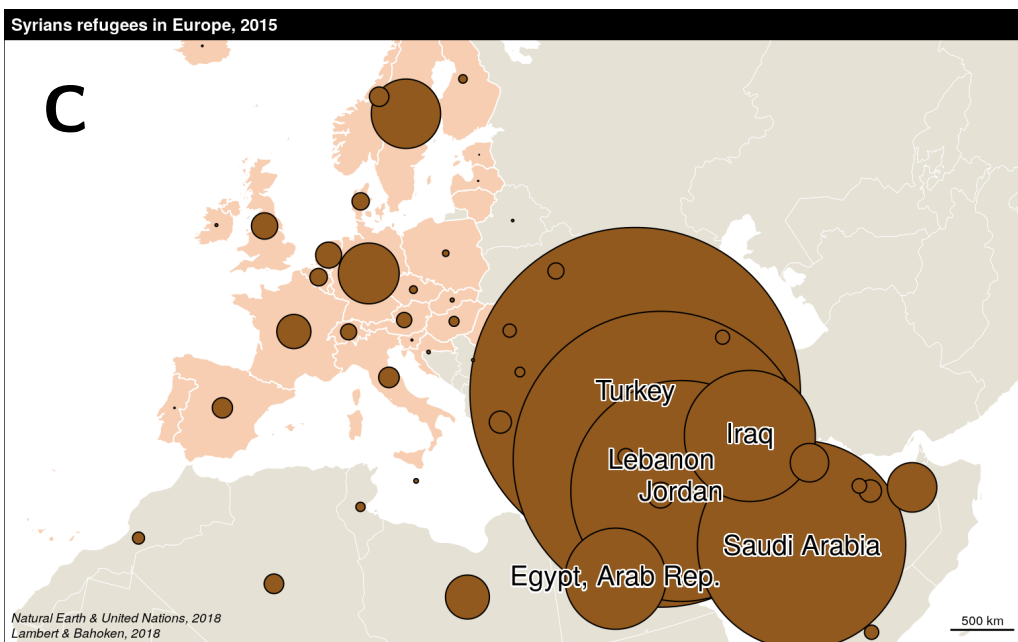 Syrians refugees in Europe, 2015
C
Turkey
Iraq
Lebanon
Jordan
Saudi Arabia
Egypt, Arab Rep.
Natural Earth & United Nations, 2018
Lambert & Bahoken, 2018
500 km